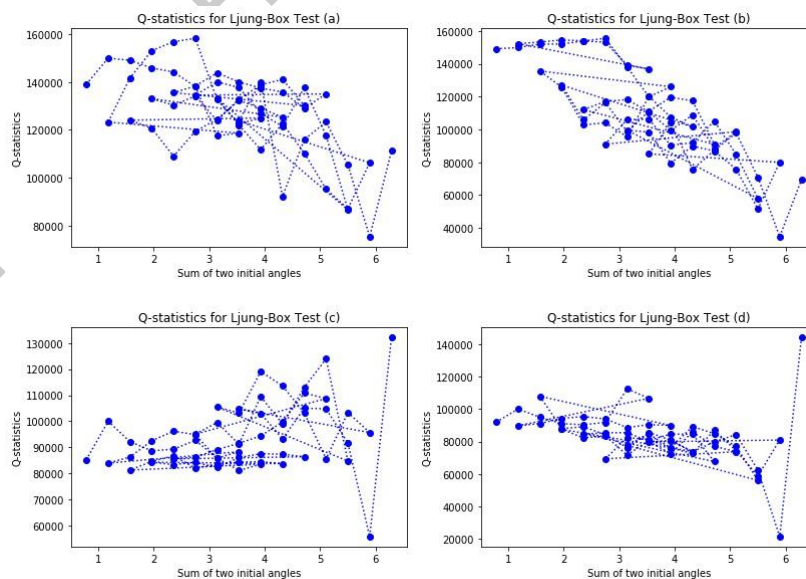 Q-statistics for Ljung-Box Test (a)
160000
140000
120000
100000
80000
Q-statistics
1 2 3 4 5 6
Sum of two initial angles
Q-statistics for Ljung-Box Test (b)
160000
140000
120000
100000
80000
60000
40000
Q-statistics
1 2 3 4 5 6
Sum of two initial angles
Q-statistics for Ljung-Box Test (c)
130000
120000
110000
100000
90000
80000
70000
60000
Q-statistics
1 2 3 4 5 6
Sum of two initial angles
Q-statistics for Ljung-Box Test (d)
140000
120000
100000
80000
60000
40000
20000
Q-statistics
1 2 3 4 5 6
Sum of two initial angles